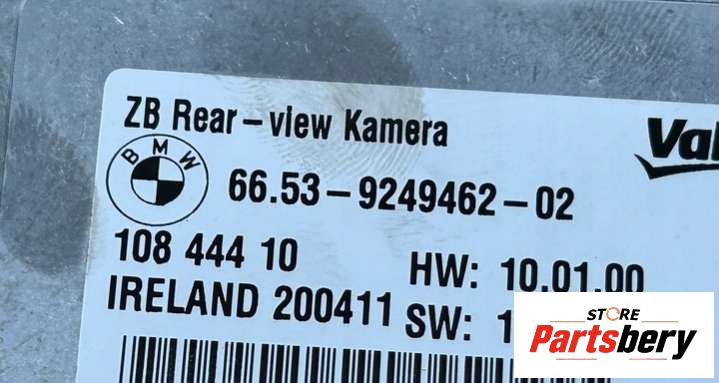 ZB Rear-view Kamera
BMW
66.53-9249462-02
108 444 10
HW: 10.01.00
IRELAND 200411
SW: 1
STORE
Partsbery